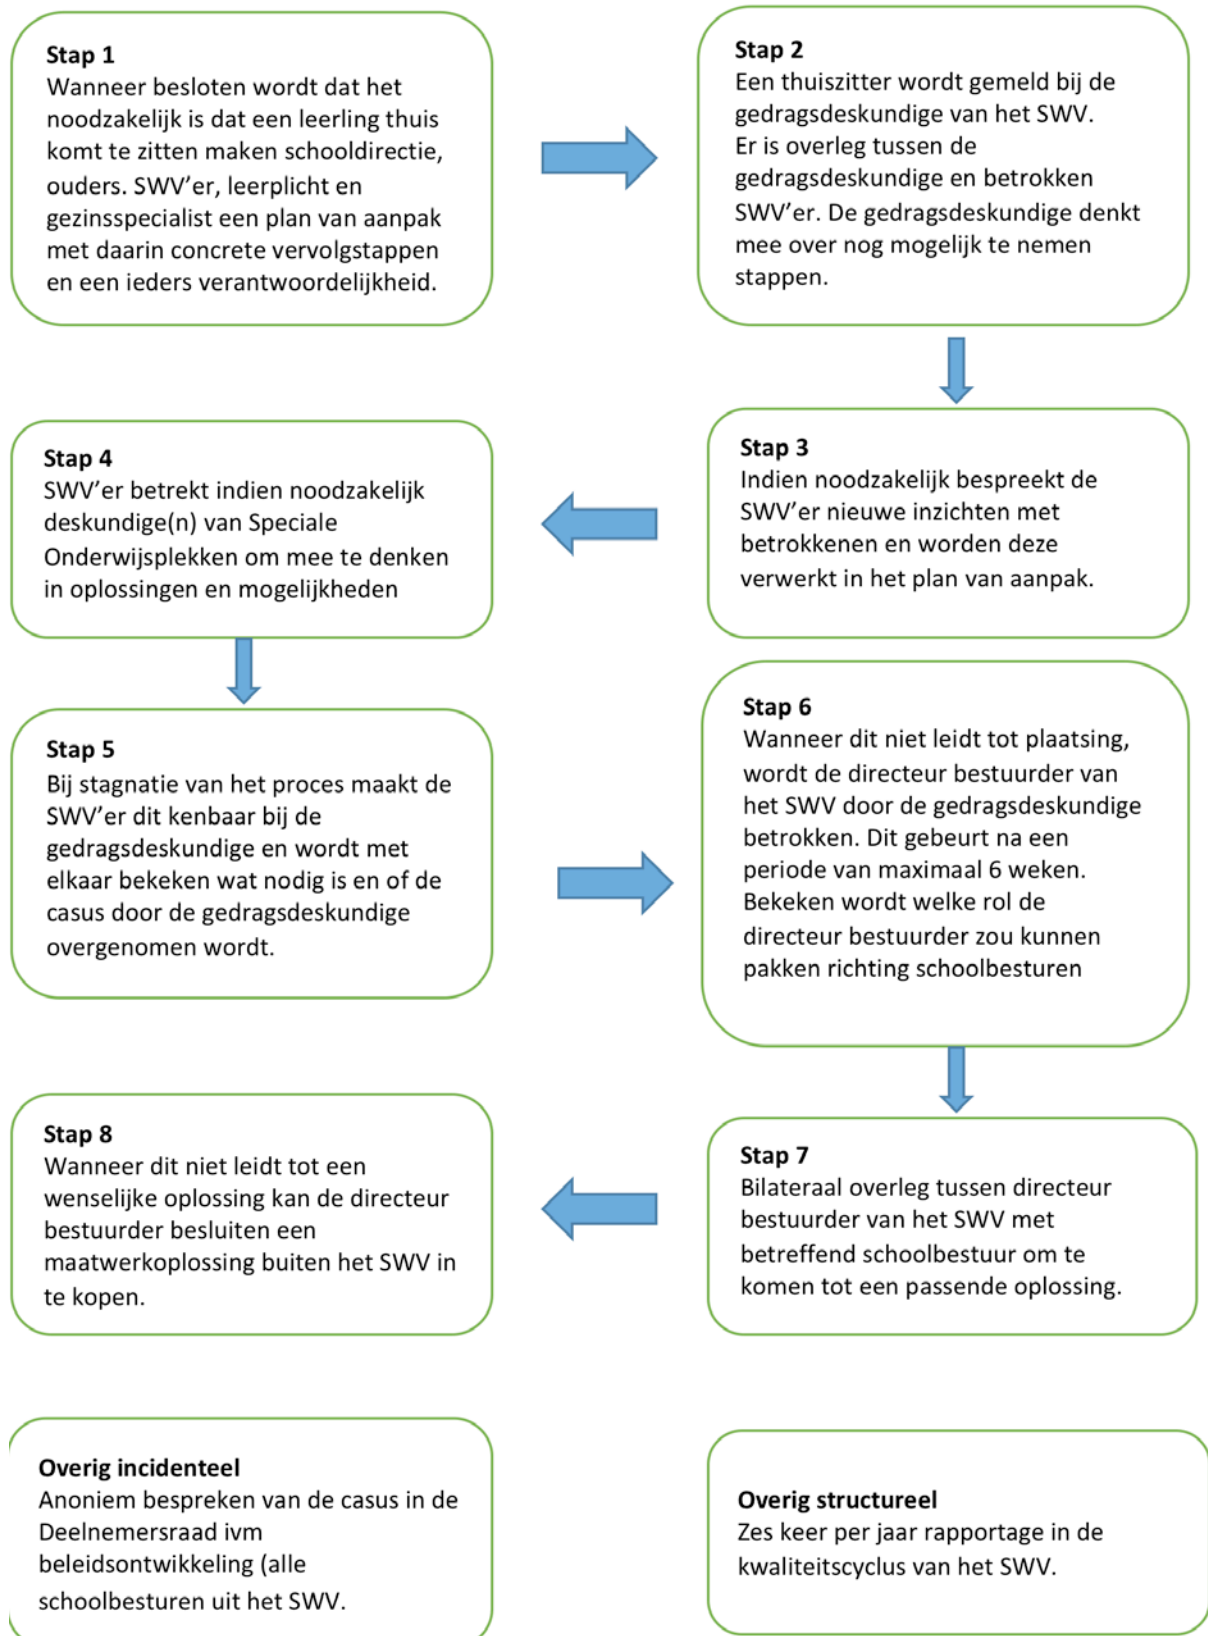 Stap 1
Wanneer besloten wordt dat het
noodzakelijk is dat een leerling thuis
komt te zitten maken schooldirectie,
ouders. SWV’er, leerplicht en
gezinsspecialist een plan van aanpak
met daarin concrete vervolgstappen
en een ieders verantwoordelijkheid.
Stap 2
Een thuiszitter wordt gemeld bij de
gedragsdeskundige van het SWV.
Er is overleg tussen de
gedragsdeskundige en betrokken
SWV’er. De gedragsdeskundige denkt
mee over nog mogelijk te nemen
stappen.
Stap 3
Indien noodzakelijk bespreekt de
SWV’er nieuwe inzichten met
betrokkenen en worden deze
verwerkt in het plan van aanpak.
Stap 4
SWV’er betrekt indien noodzakelijk
deskundige(n) van Speciale
Onderwijsplekken om mee te denken
in oplossingen en mogelijkheden
Stap 5
Bij stagnatie van het proces maakt de
SWV’er dit kenbaar bij de
gedragsdeskundige en wordt met
elkaar bekeken wat nodig is en of de
casus door de gedragsdeskundige
overgenomen wordt.
Stap 6
Wanneer dit niet leidt tot plaatsing,
wordt de directeur bestuurder van
het SWV door de gedragsdeskundige
betrokken. Dit gebeurt na een
periode van maximaal 6 weken.
Bekeken wordt welke rol de
directeur bestuurder zou kunnen
pakken richting schoolbesturen
Stap 7
Bilateraal overleg tussen directeur
bestuurder van het SWV met
betreffend schoolbestuur om te
komen tot een passende oplossing.
Stap 8
Wanneer dit niet leidt tot een
wenselijke oplossing kan de directeur
bestuurder besluiten een
maatwerkoplossing buiten het SWV in
te kopen.
Overig incidenteel
Anoniem bespreken van de casus in de
Deelnemersraad ivm
beleidsontwikkeling (alle
schoolbesturen uit het SWV.
Overig structureel
Zes keer per jaar rapportage in de
kwaliteitscyclus van het SWV.